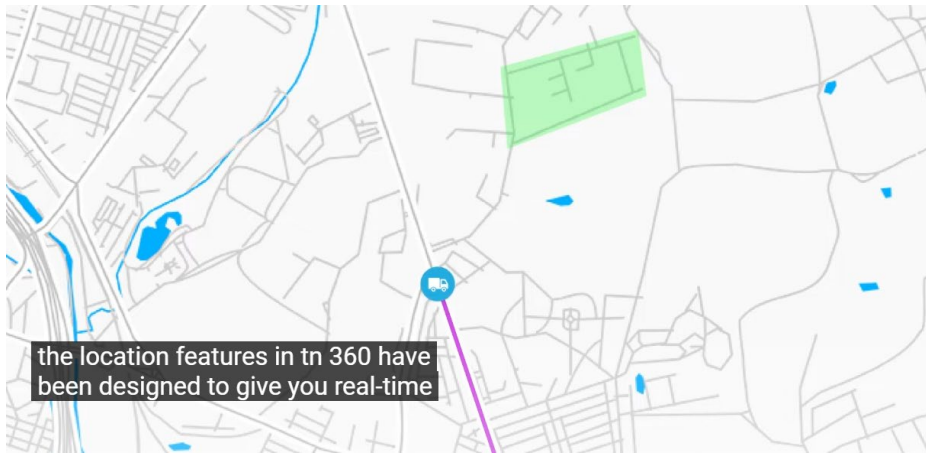 the location features in tn 360 have
been designed to give you real-time